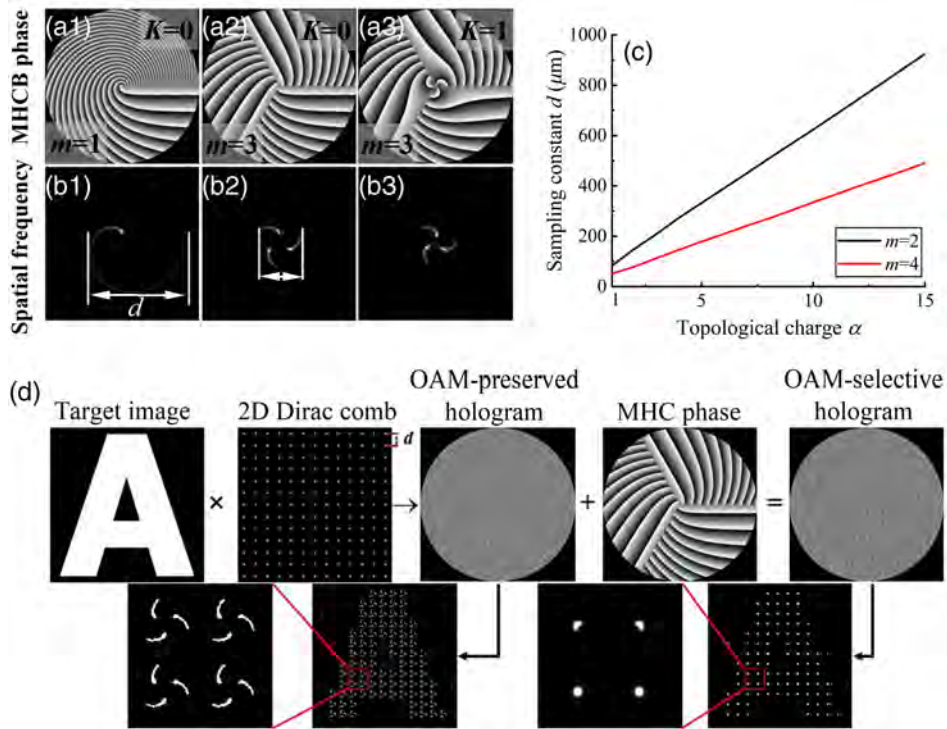 MHCB phase
(a1)
K=0
m=1
(a2)
K=0
m=3
(a3)
K=1
m=3
Spatial frequency
(b1)
d
(b2)
(b3)
(c)
Sampling constant d (μm)
1000
800
600
400
200
0
1
5
10
15
Topological charge α
m=2
m=4
(d)
Target image
2D Dirac comb
OAM-preserved
hologram
MHC phase
OAM-selective
hologram
d
× → + =